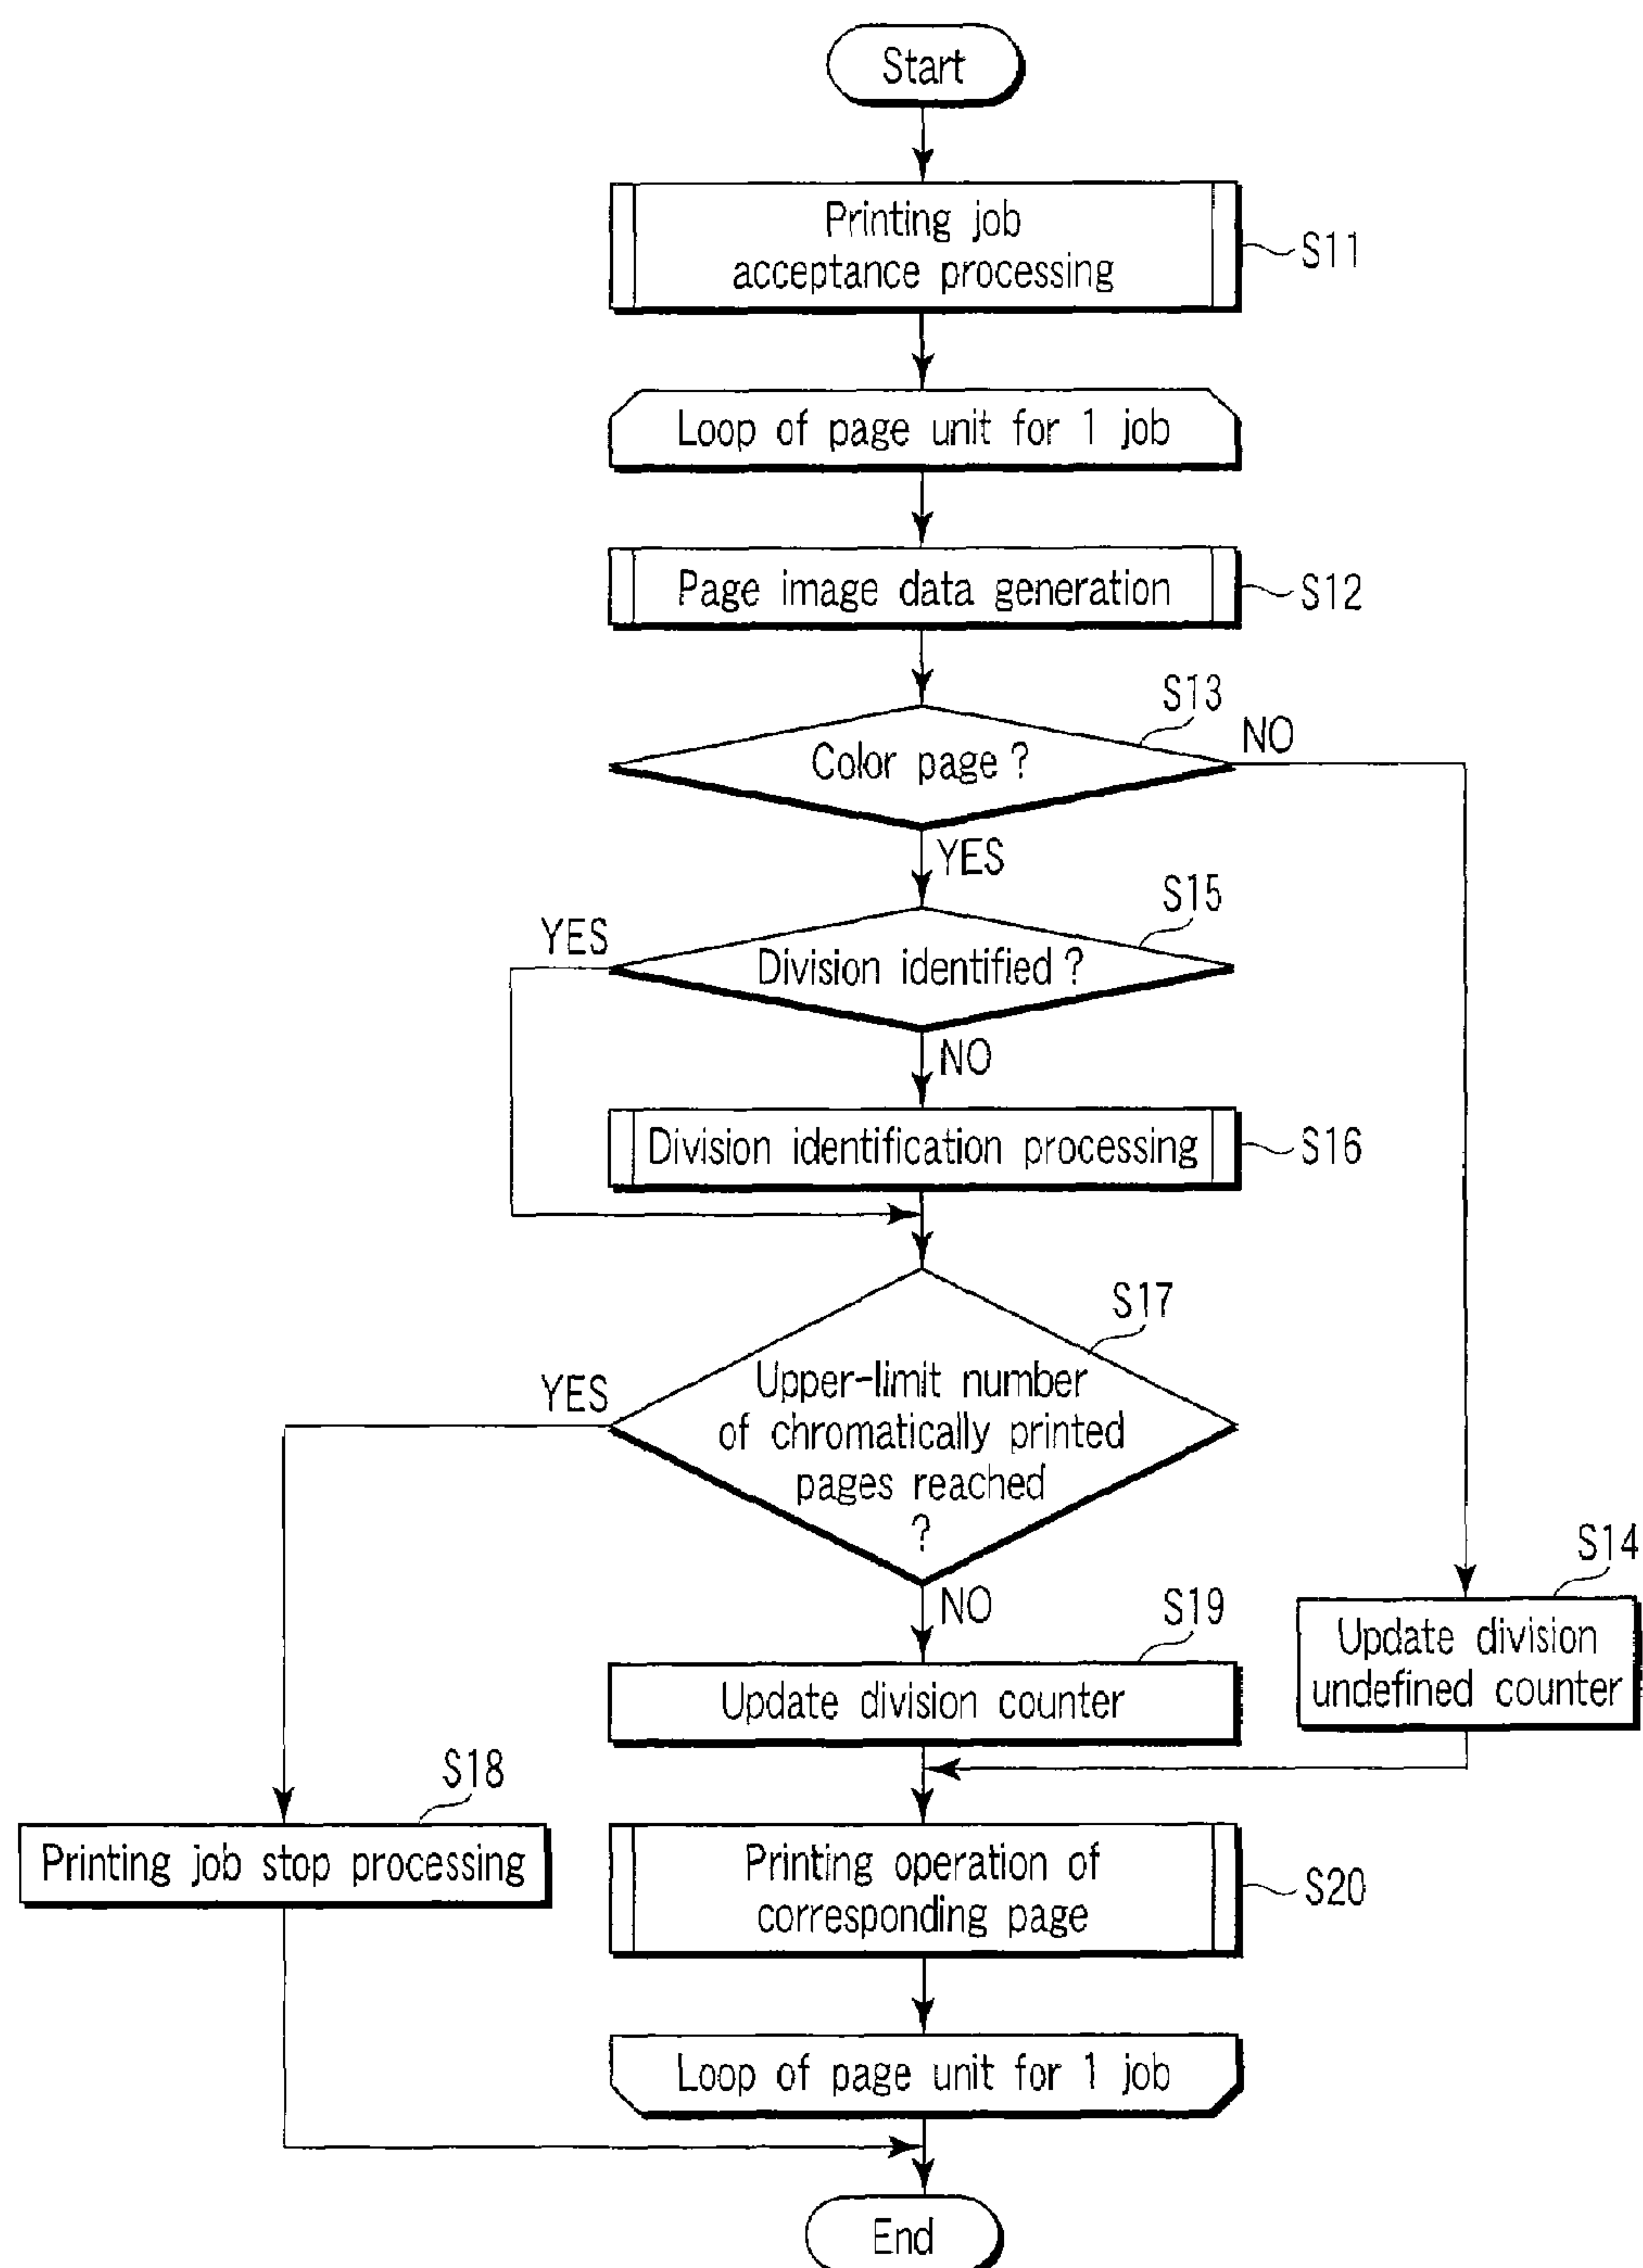 Start
Printing job
acceptance processing
S11
Loop of page unit for 1 job
Page image data generation
S12
S13
Color page ?
NO
YES
S15
YES
Division identified ?
NO
Division identification processing
S16
S17
YES
Upper-limit number
of chromatically printed
pages reached
?
NO
S14
Update division
undefined counter
S19
Update division counter
S18
Printing job stop processing
Printing operation of
corresponding page
S20
Loop of page unit for 1 job
End